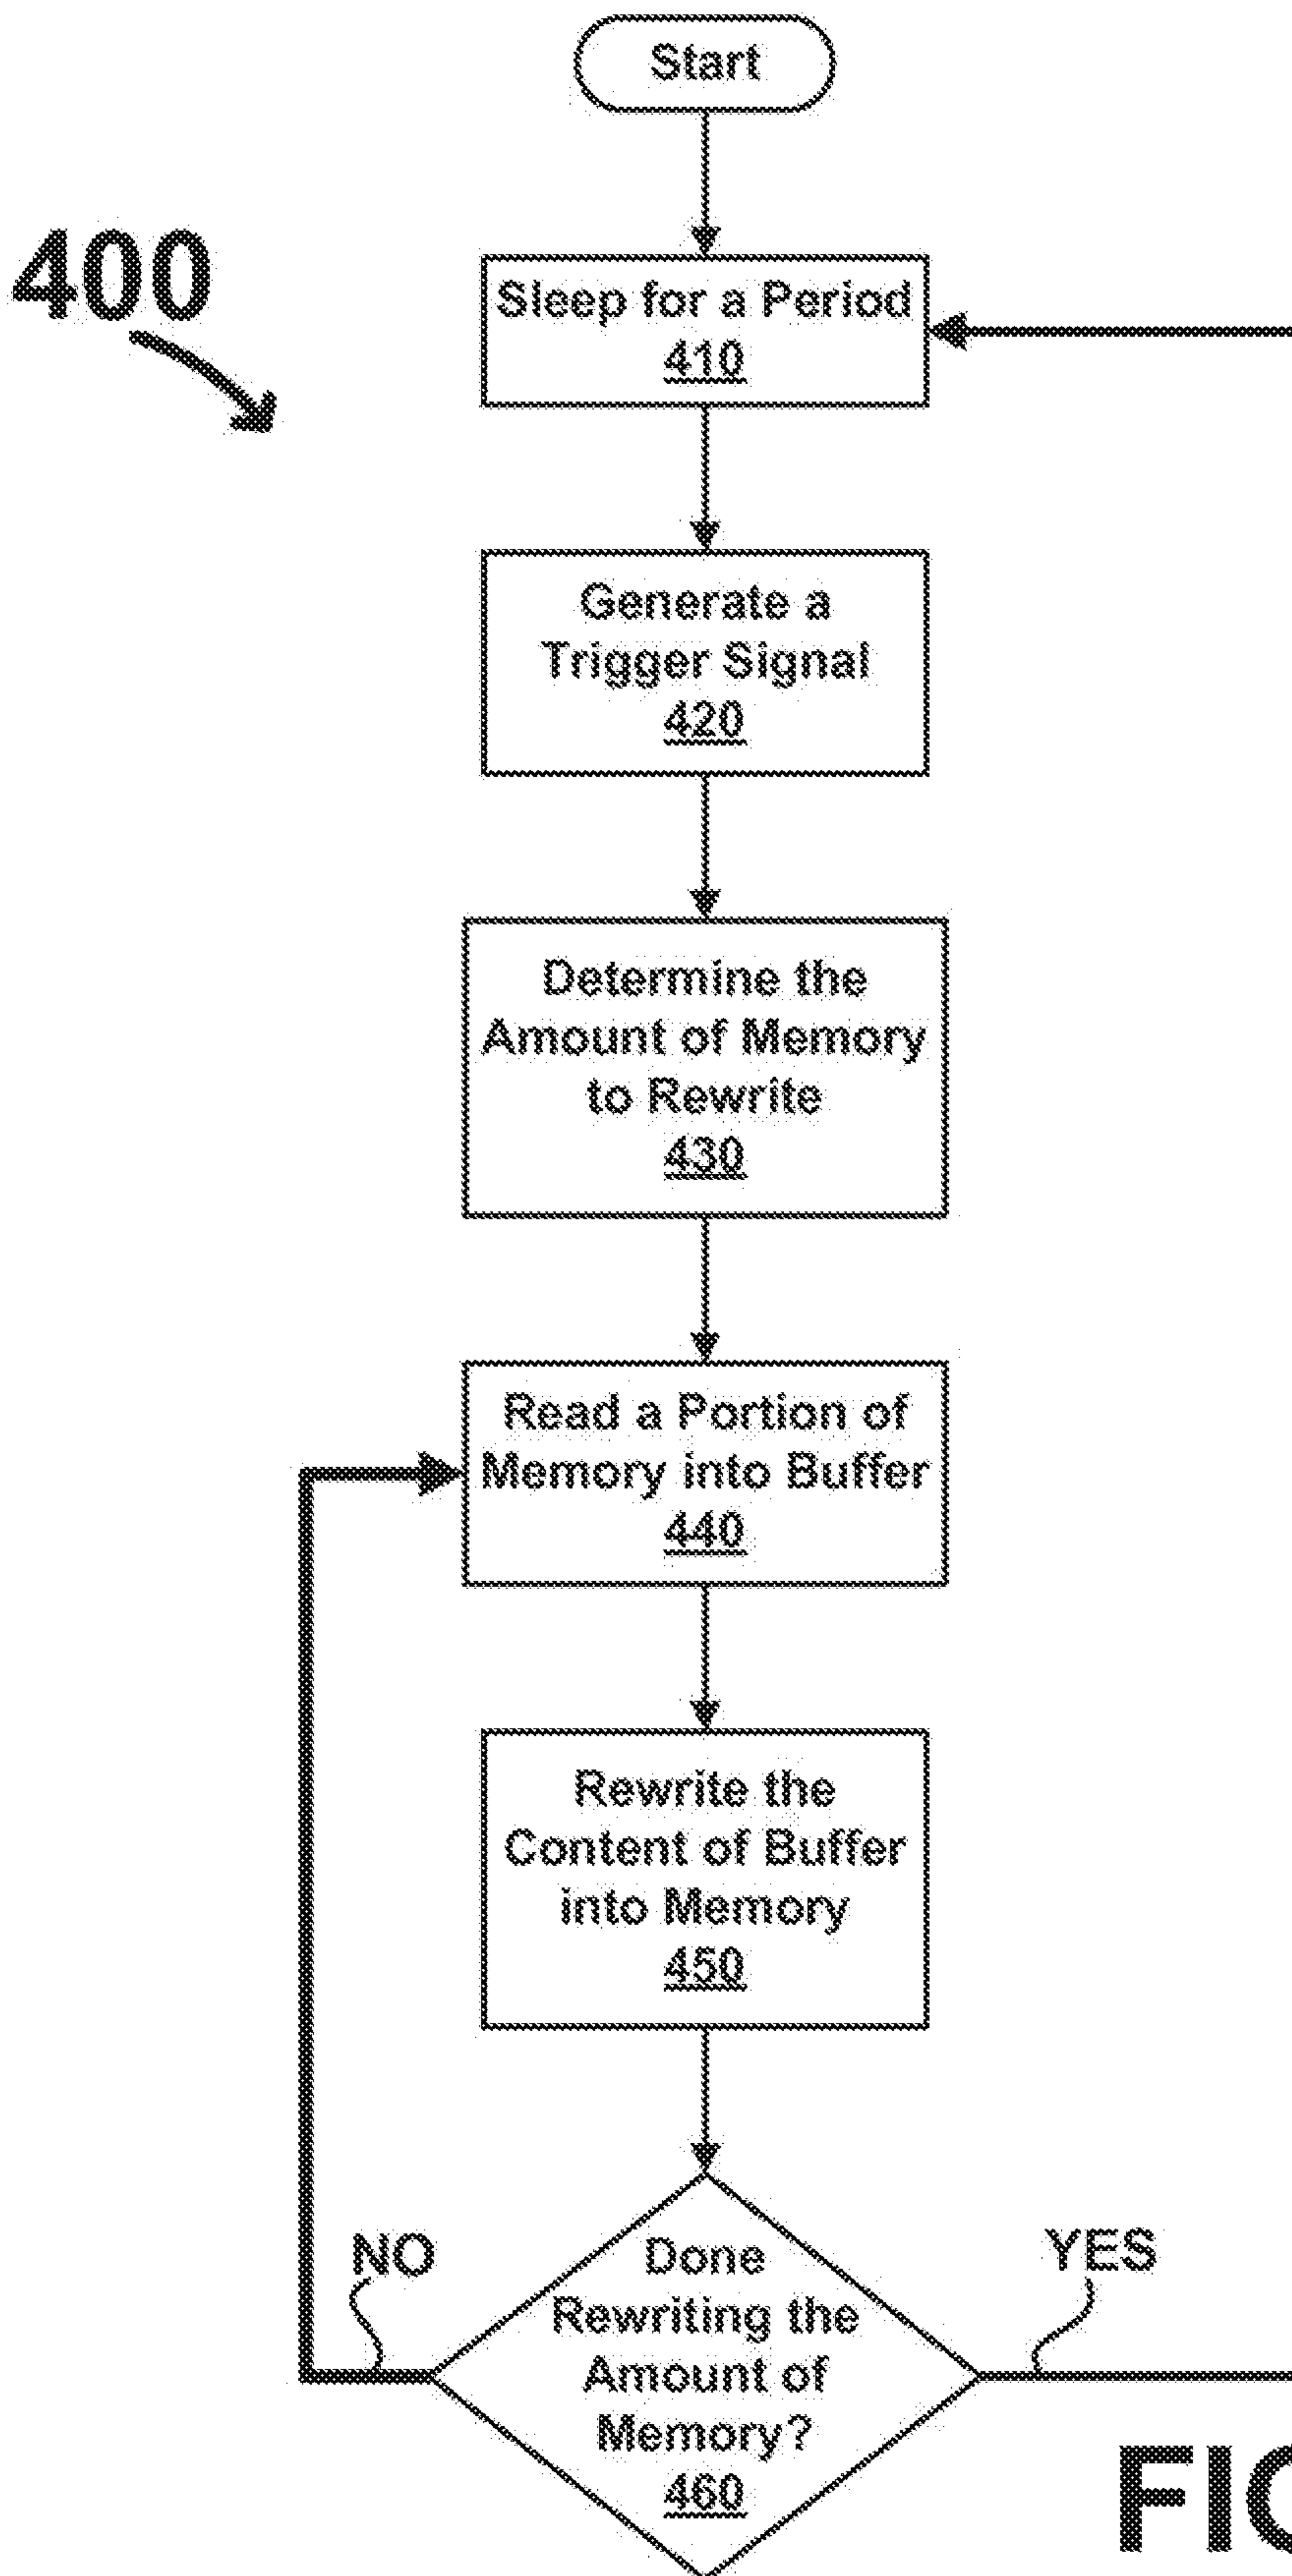 Start
400
Sleep for a Period
410
Generate a
Trigger Signal
420
Determine the
Amount of Memory
to Rewrite
430
Read a Portion of
Memory into Buffer
440
Rewrite the
Content of Buffer
into Memory
450
NO
YES
Done
Rewriting the
Amount of
Memory?
460